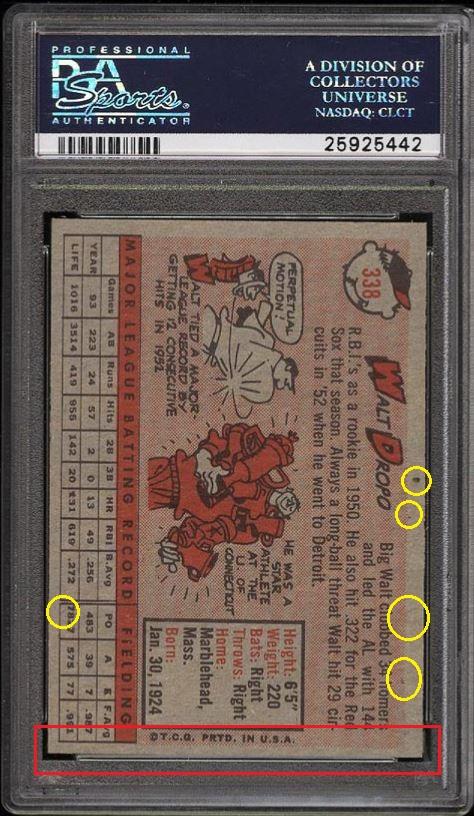 PROFESSIONAL
PSA
Sports.
AUTHENTICATOR
A DIVISION OF
COLLECTORS
UNIVERSE
NASDAQ: CLCT
25925442
338
WALT DROPO
Big Walt clubbed homers
and led the AL with 144
R.B.I.'s as a rookie in 1950. He also hit .322 for the Red
Sox that season. Always a long-ball threat Walt hit 29 cir-
cuits in '52 when he went to Detroit.
PERPETUAL
MOTION!
WALT TIED MAJOR
LEAGUE RECORD BY
GETTING 12 CONSECUTIVE
HITS IN 1951
HE WAS A
STAR
ATHLETE
AT THE
U. OF
CONNECTICUT
Height: 6'5"
Weight: 220
Bats: Right
Throws: Right
Home:
Marblehead,
Mass.
Born:
Jan. 30, 1924
MAJOR LEAGUE BATTING RECORD FIELDING
Games AB Runs Hits 2B 3B HR RBI B.Avg PO A E F.Avg
YEAR 93 223 24 57 2 0 13 49 .256 483 39 7 .987
LIFE 1016 3514 419 955 142 20 131 619 .272 575 77 .991
©T.C.G. PRTD. IN U.S.A.